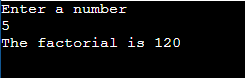 Enter a number
5
The factorial is 120